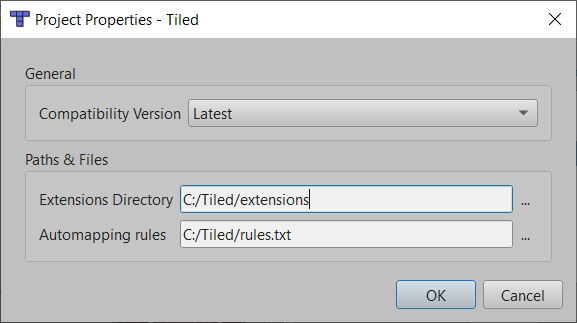 Project Properties - Tiled
General
Compatibility Version Latest
Paths & Files
Extensions Directory C:/Tiled/extensions ...
Automapping rules C:/Tiled/rules.txt ...
OK Cancel